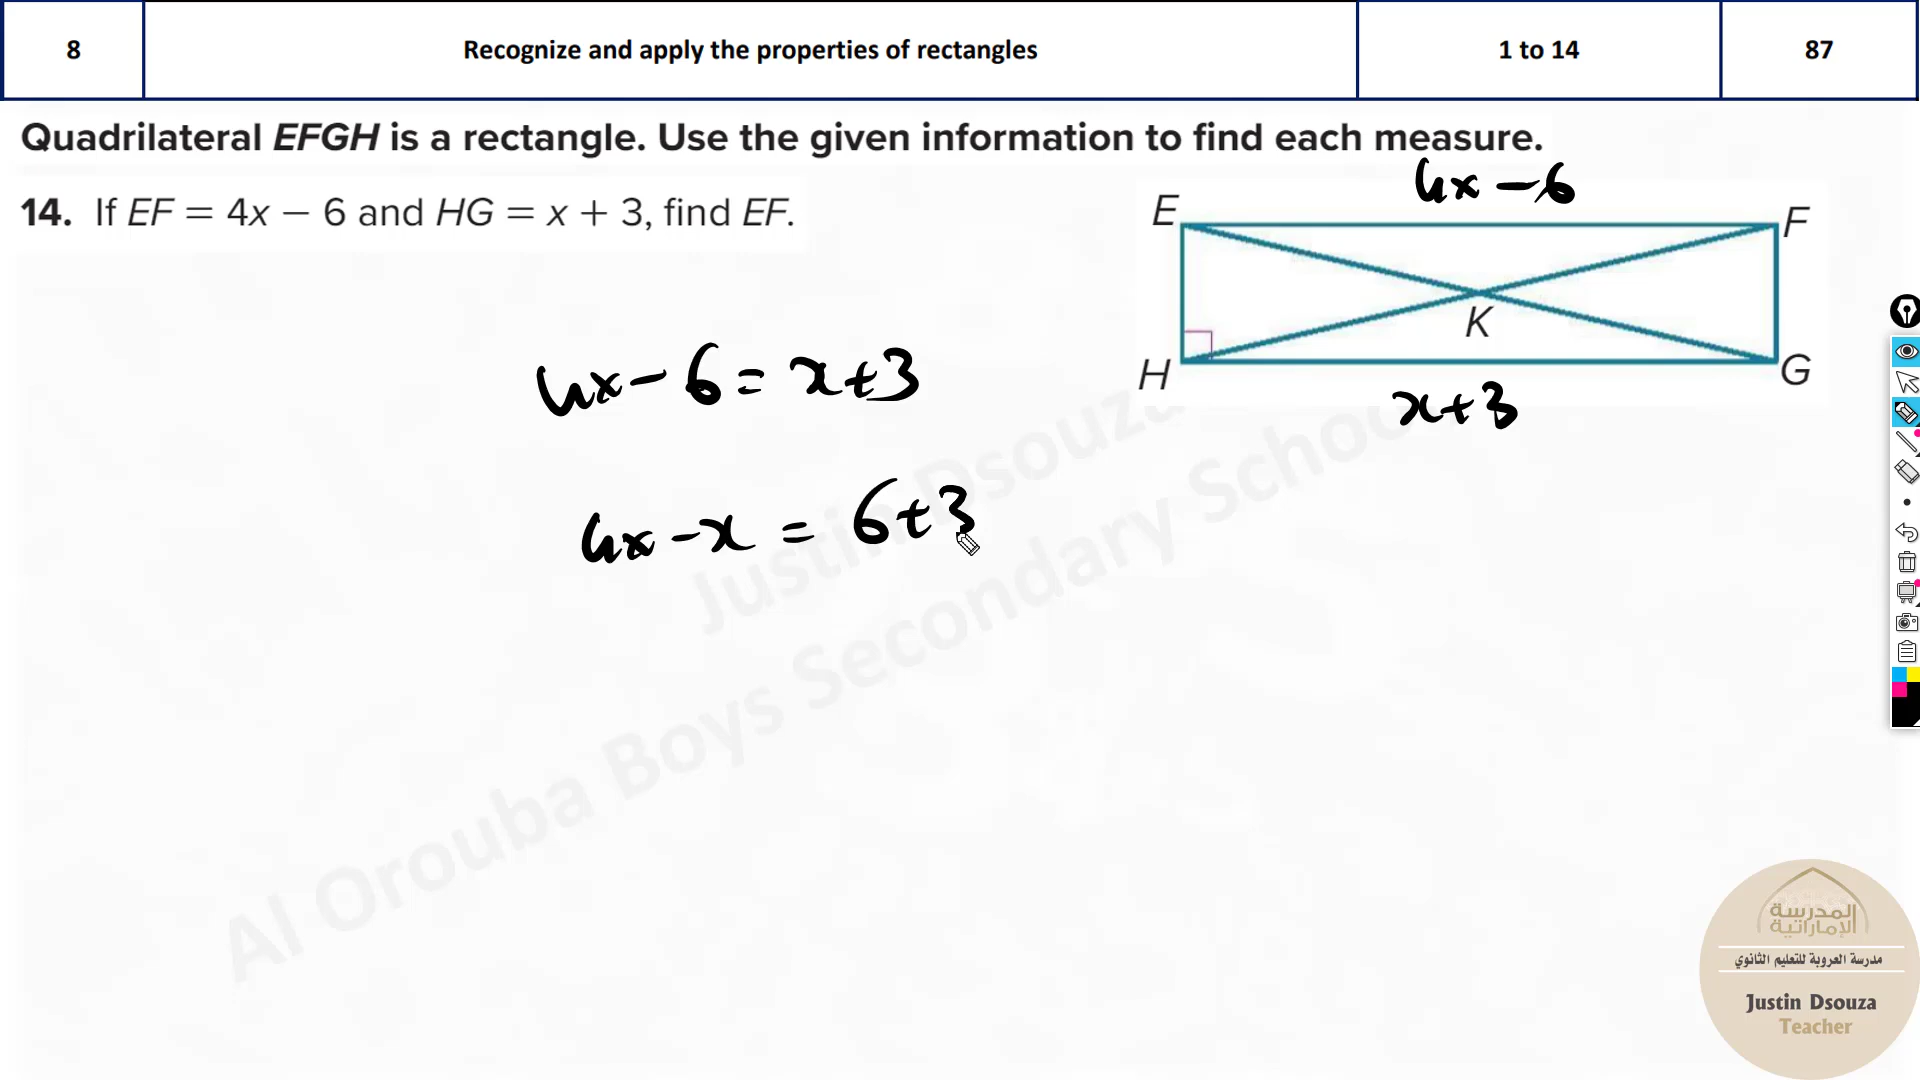 8 Recognize and apply the properties of rectangles 1 to 14 87
Quadrilateral EFGH is a rectangle. Use the given information to find each measure.
14. If EF = 4x − 6 and HG = x + 3, find EF.
4x − 6
E
F
K
H
G
x+3
4x − 6 = x+3
4x − x = 6+3
Justin Dsouza
Al Orouba Boys Secondary School
المدرسة
الإماراتية
مدرسة العروبة للتعليم الثانوي
Justin Dsouza
Teacher